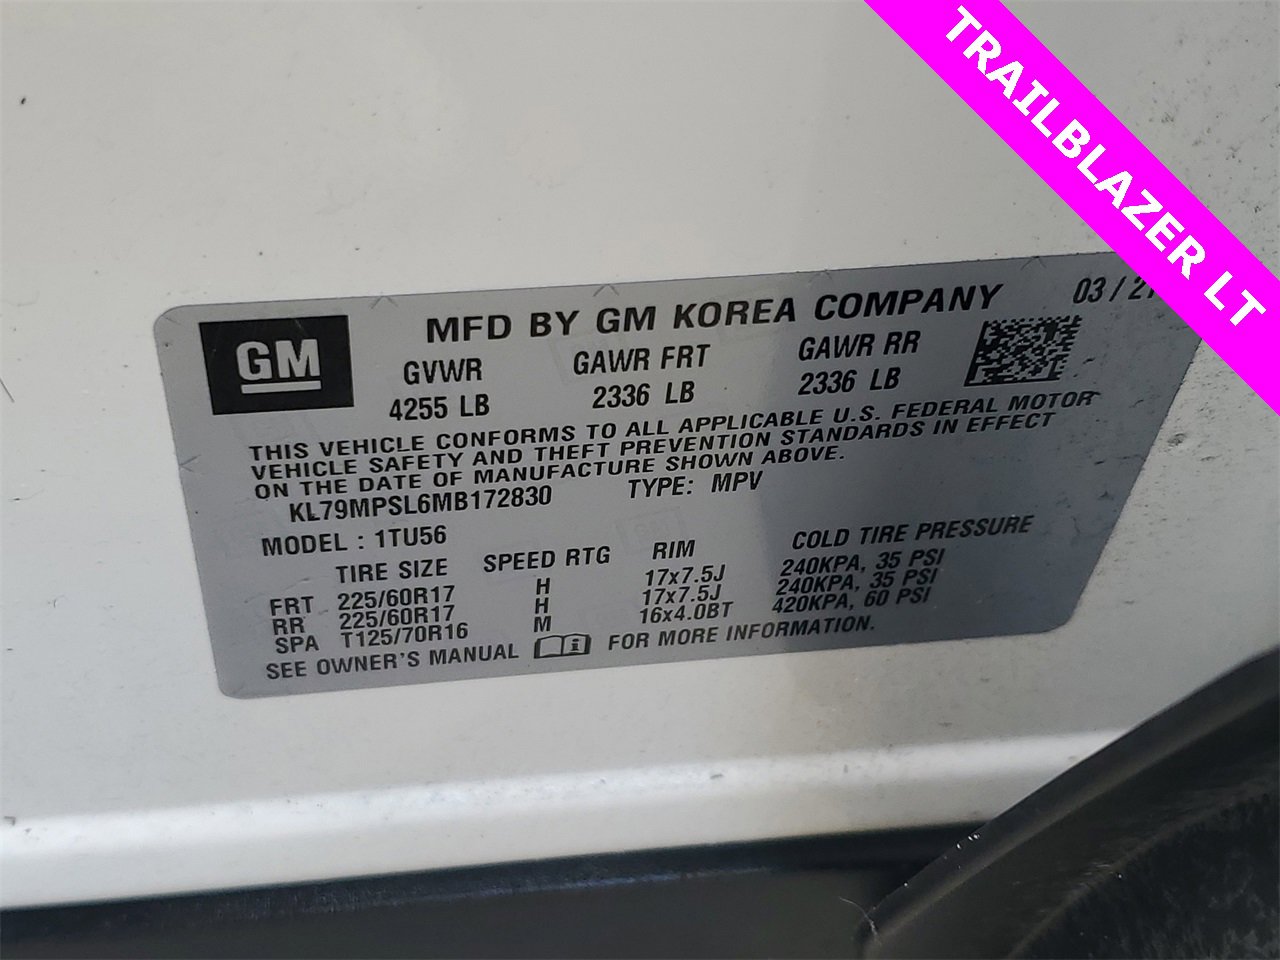 TRAILBLAZER LT
MFD BY GM KOREA COMPANY 03 / 21
GM
GVWR GAWR FRT GAWR RR
4255 LB 2336 LB 2336 LB
THIS VEHICLE CONFORMS TO ALL APPLICABLE U.S. FEDERAL MOTOR
VEHICLE SAFETY AND THEFT PREVENTION STANDARDS IN EFFECT
ON THE DATE OF MANUFACTURE SHOWN ABOVE.
KL79MPSL6MB172830 TYPE: MPV
MODEL : 1TU56
TIRE SIZE SPEED RTG RIM COLD TIRE PRESSURE
FRT 225/60R17 H 17x7.5J 240KPA, 35 PSI
RR 225/60R17 H 17x7.5J 240KPA, 35 PSI
SPA T125/70R16 M 16x4.0BT 420KPA, 60 PSI
SEE OWNER'S MANUAL FOR MORE INFORMATION.